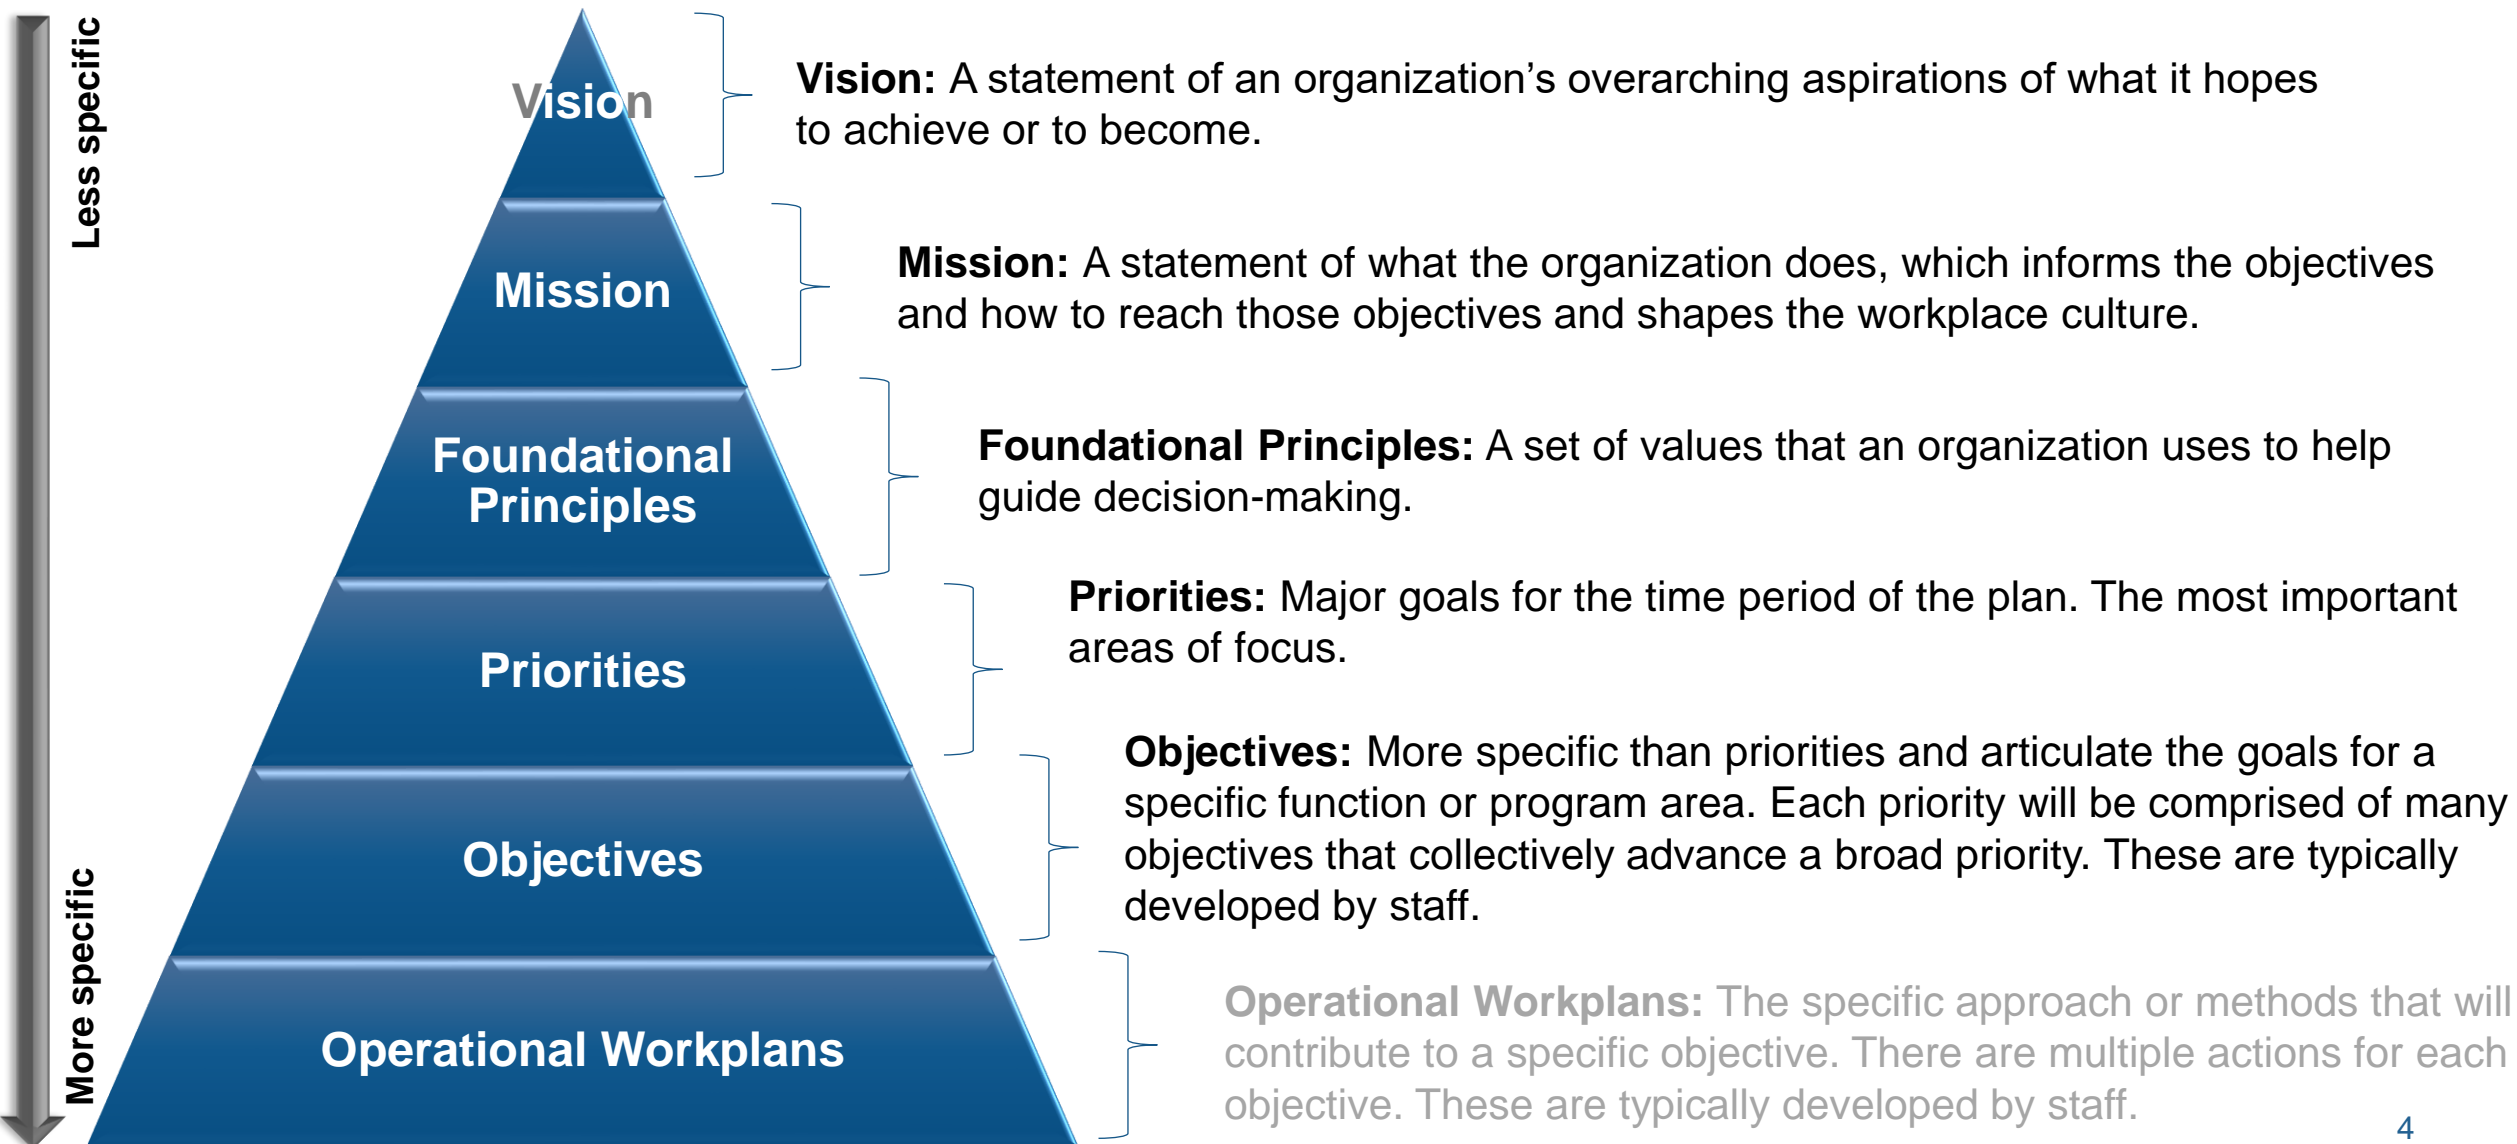 Less specific
More specific
Vision
Vision: A statement of an organization’s overarching aspirations of what it hopes
to achieve or to become.
Mission
Mission: A statement of what the organization does, which informs the objectives
and how to reach those objectives and shapes the workplace culture.
Foundational
Principles
Foundational Principles: A set of values that an organization uses to help
guide decision-making.
Priorities
Priorities: Major goals for the time period of the plan. The most important
areas of focus.
Objectives
Objectives: More specific than priorities and articulate the goals for a
specific function or program area. Each priority will be comprised of many
objectives that collectively advance a broad priority. These are typically
developed by staff.
Operational Workplans
Operational Workplans: The specific approach or methods that will
contribute to a specific objective. There are multiple actions for each
objective. These are typically developed by staff.
4